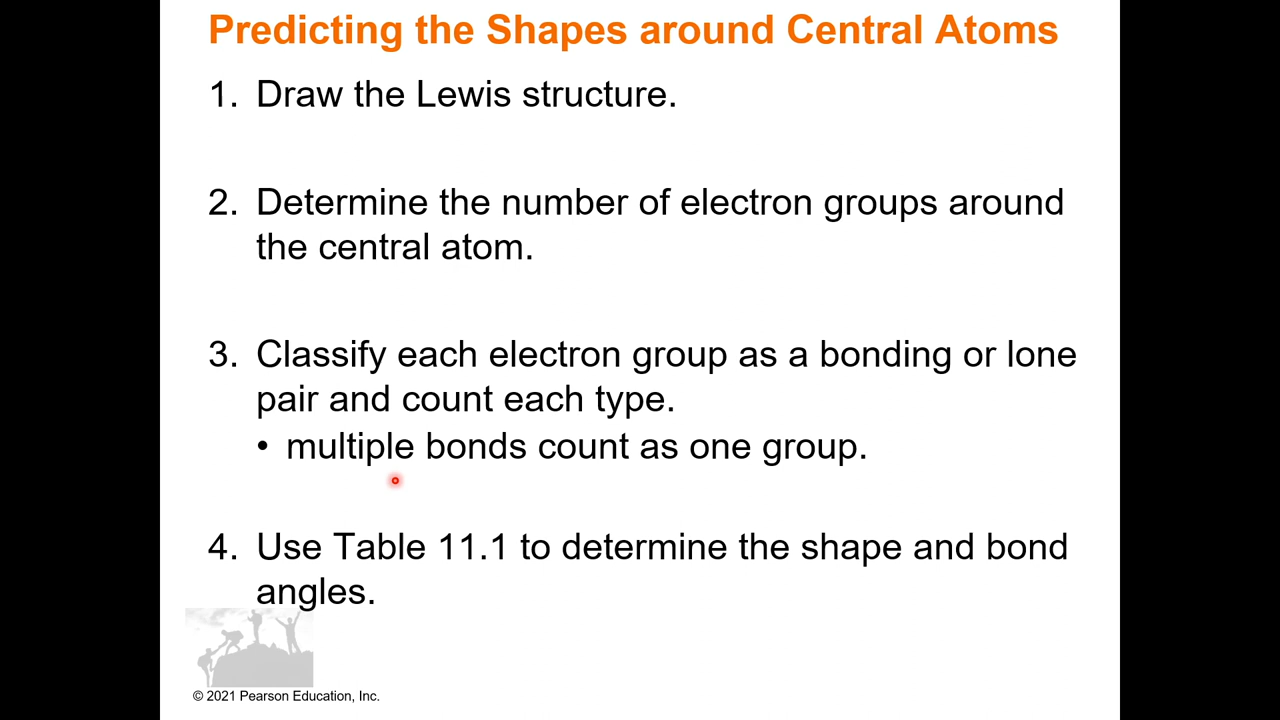 Predicting the Shapes around Central Atoms
1. Draw the Lewis structure.
2. Determine the number of electron groups around
the central atom.
3. Classify each electron group as a bonding or lone
pair and count each type.
• multiple bonds count as one group.
4. Use Table 11.1 to determine the shape and bond
angles.
© 2021 Pearson Education, Inc.